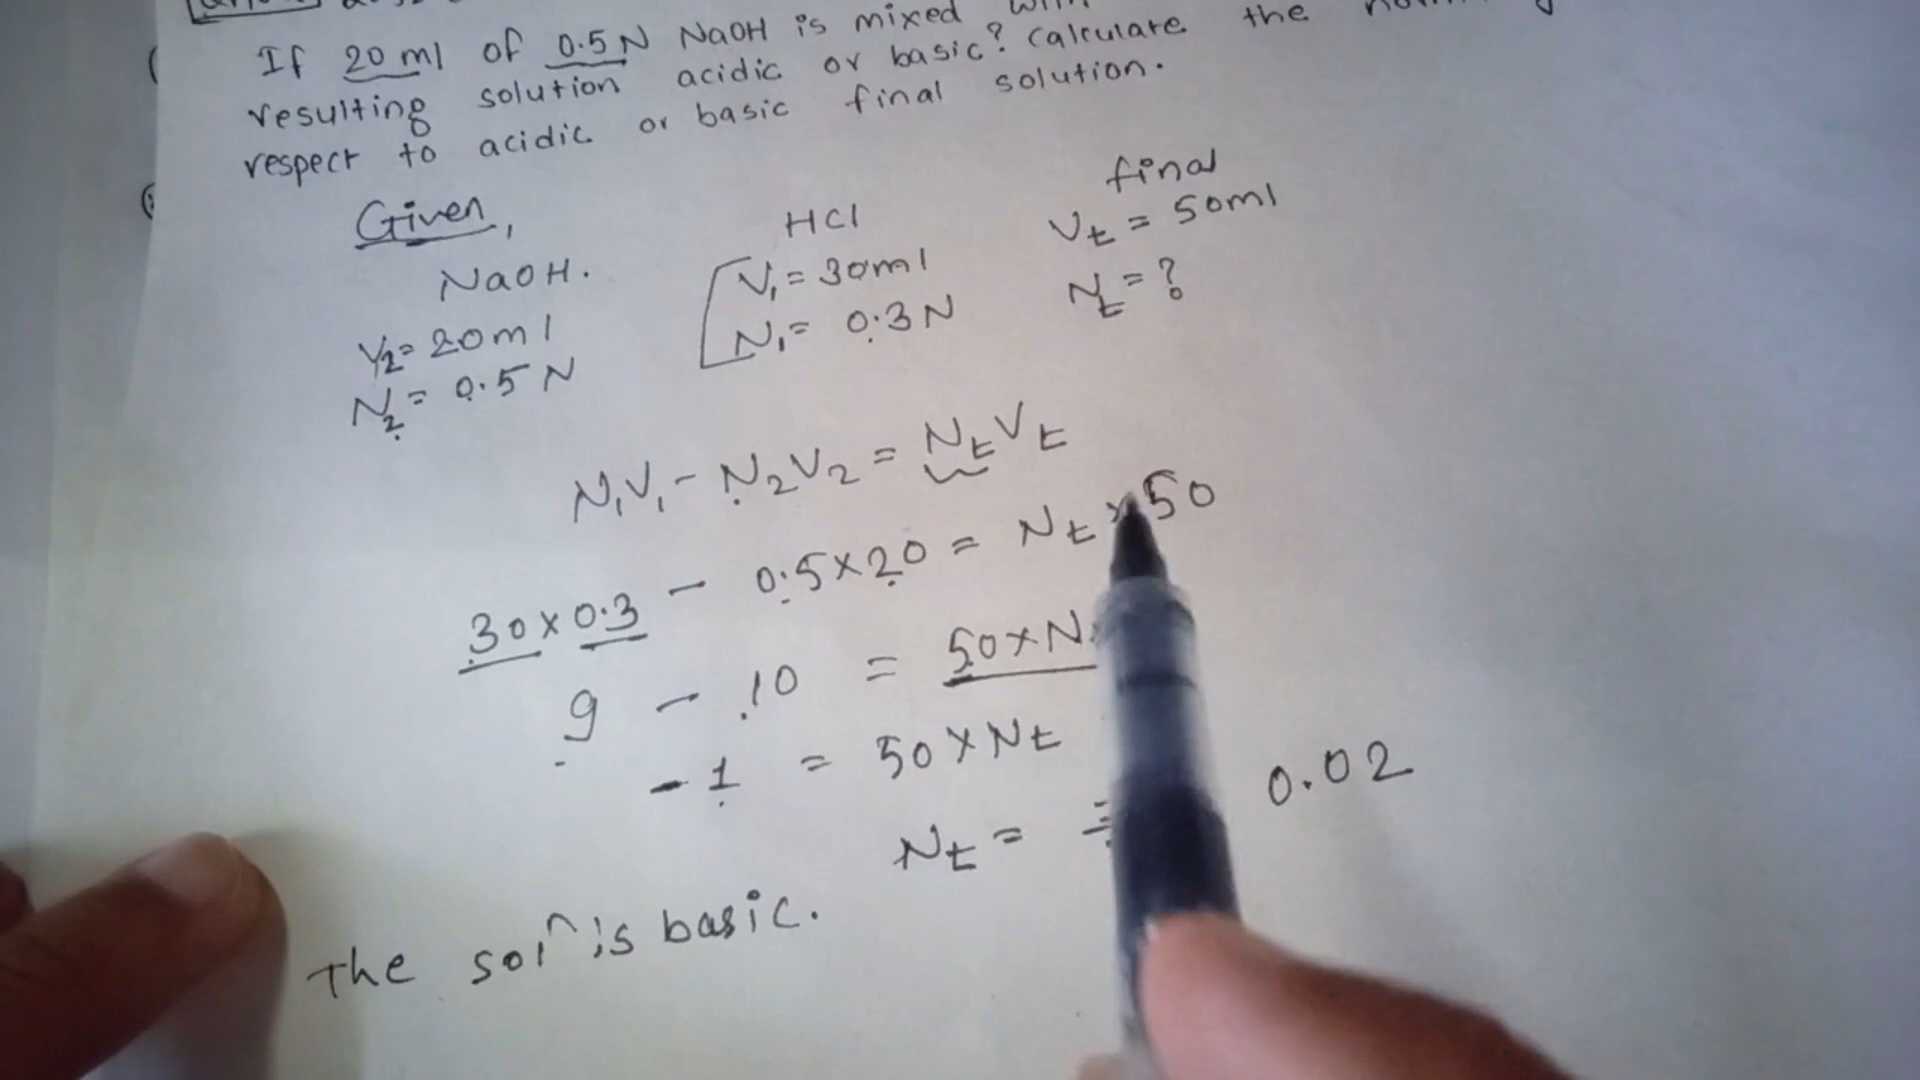 If 20 ml of 0.5 N NaOH is mixed with
resulting solution acidic or basic? Calculate the
respect to acidic or basic final solution.
Given,
NaOH.
V2 = 20ml
N2 = 0.5 N
HCl
V1 = 30ml
N1 = 0.3 N
final
Vt = 50ml
Nt = ?
N1V1 - N2V2 = NtVt
30 x 0.3 - 0.5 x 20 = Nt x 50
9 - 10 = 50 x N
- 1 = 50 x Nt
Nt = 0.02
The sol^n is basic.